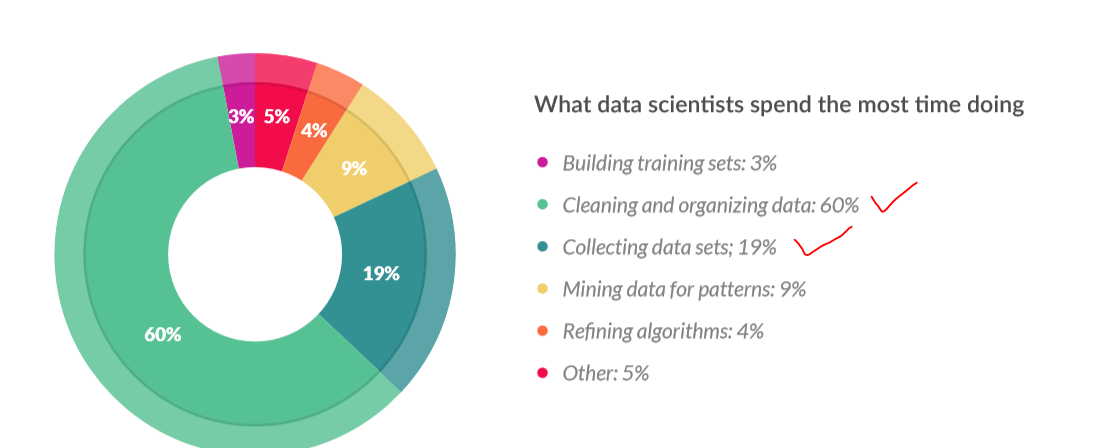 What data scientists spend the most time doing
Building training sets: 3%
Cleaning and organizing data: 60%
Collecting data sets; 19%
Mining data for patterns: 9%
Refining algorithms: 4%
Other: 5%
3%
5%
4%
9%
19%
60%